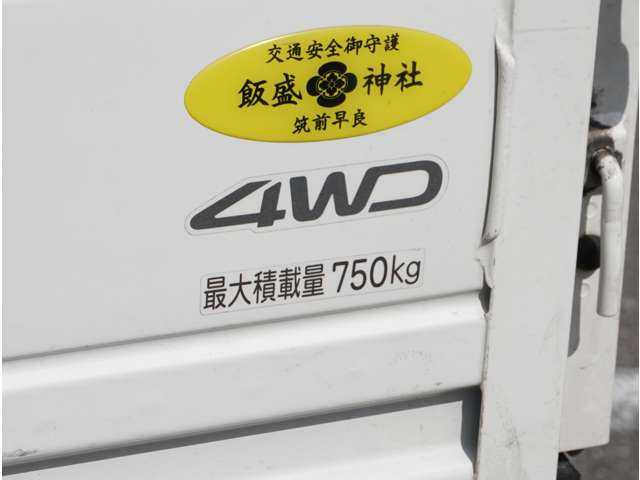 交通安全御守護
飯盛 神社
筑前早良
4WD
最大積載量 750kg